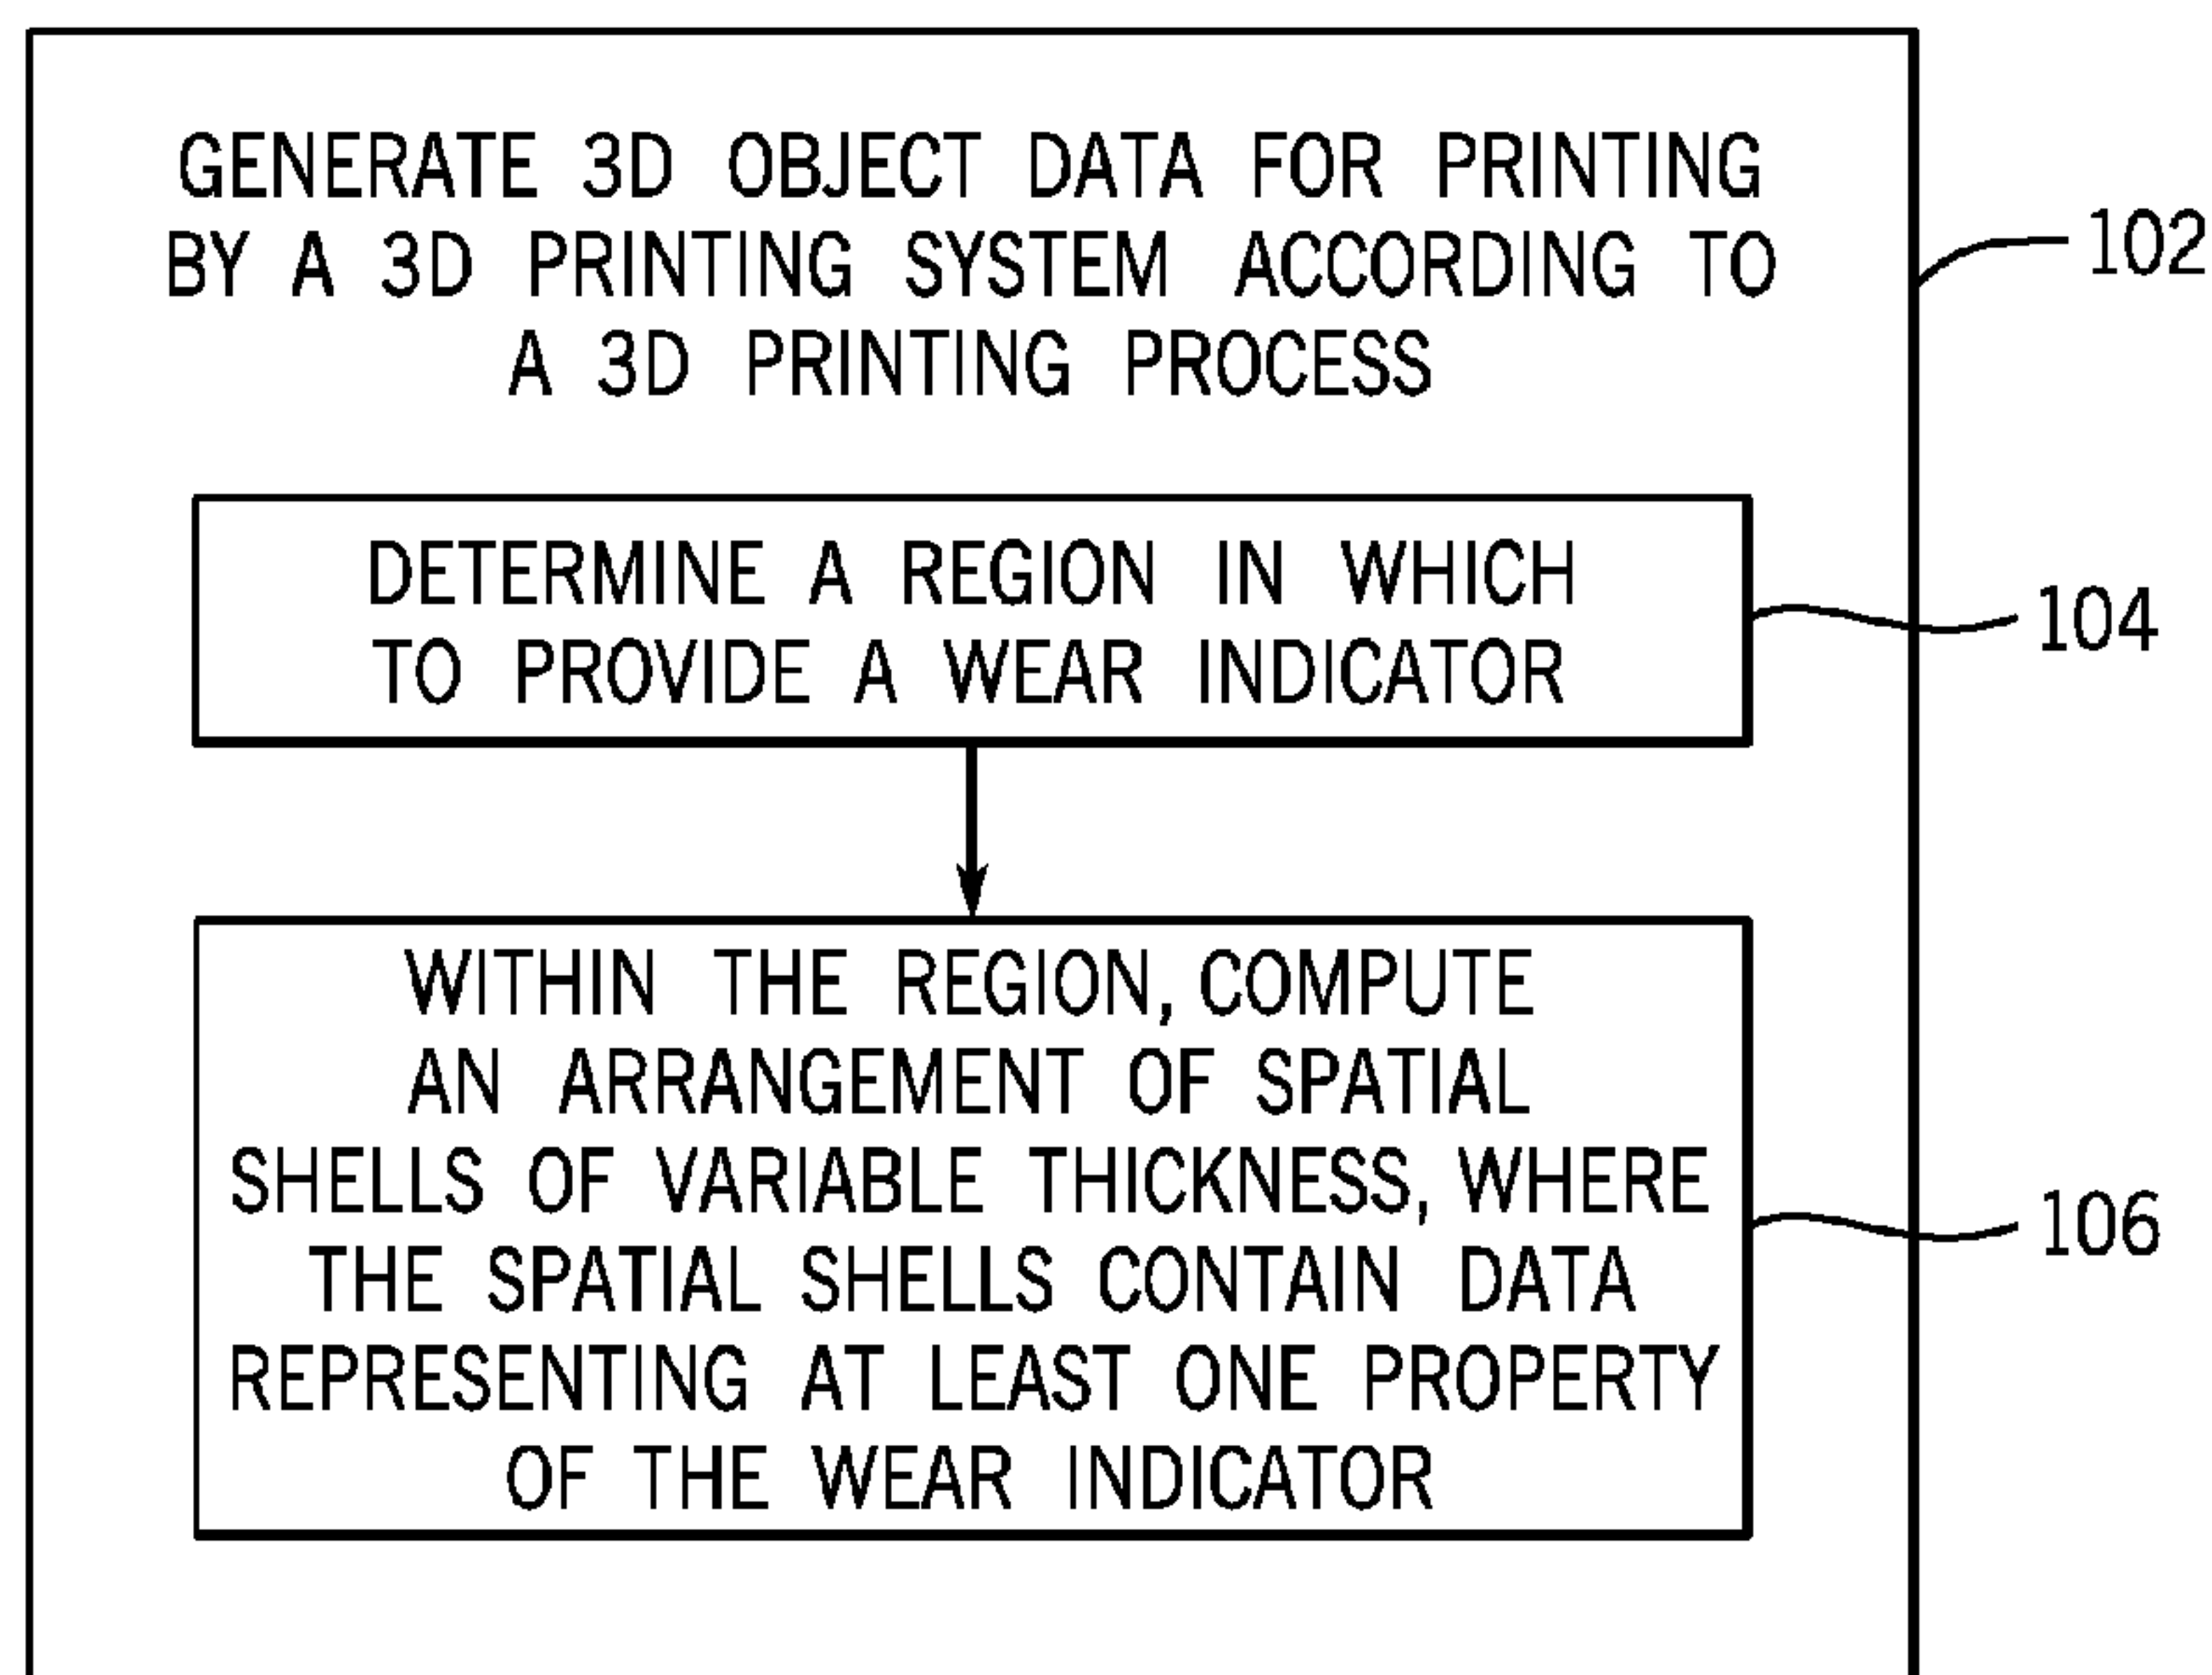 GENERATE 3D OBJECT DATA FOR PRINTING
BY A 3D PRINTING SYSTEM ACCORDING TO
A 3D PRINTING PROCESS
102
DETERMINE A REGION IN WHICH
TO PROVIDE A WEAR INDICATOR
104
WITHIN THE REGION, COMPUTE
AN ARRANGEMENT OF SPATIAL
SHELLS OF VARIABLE THICKNESS, WHERE
THE SPATIAL SHELLS CONTAIN DATA
REPRESENTING AT LEAST ONE PROPERTY
OF THE WEAR INDICATOR
106